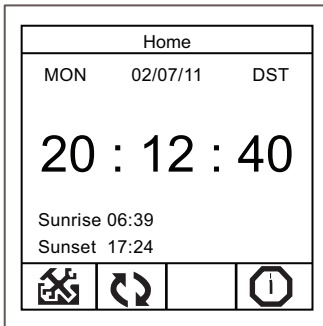 Home
MON 02/07/11 DST
20 : 12 : 40
Sunrise 06:39
Sunset 17:24
i